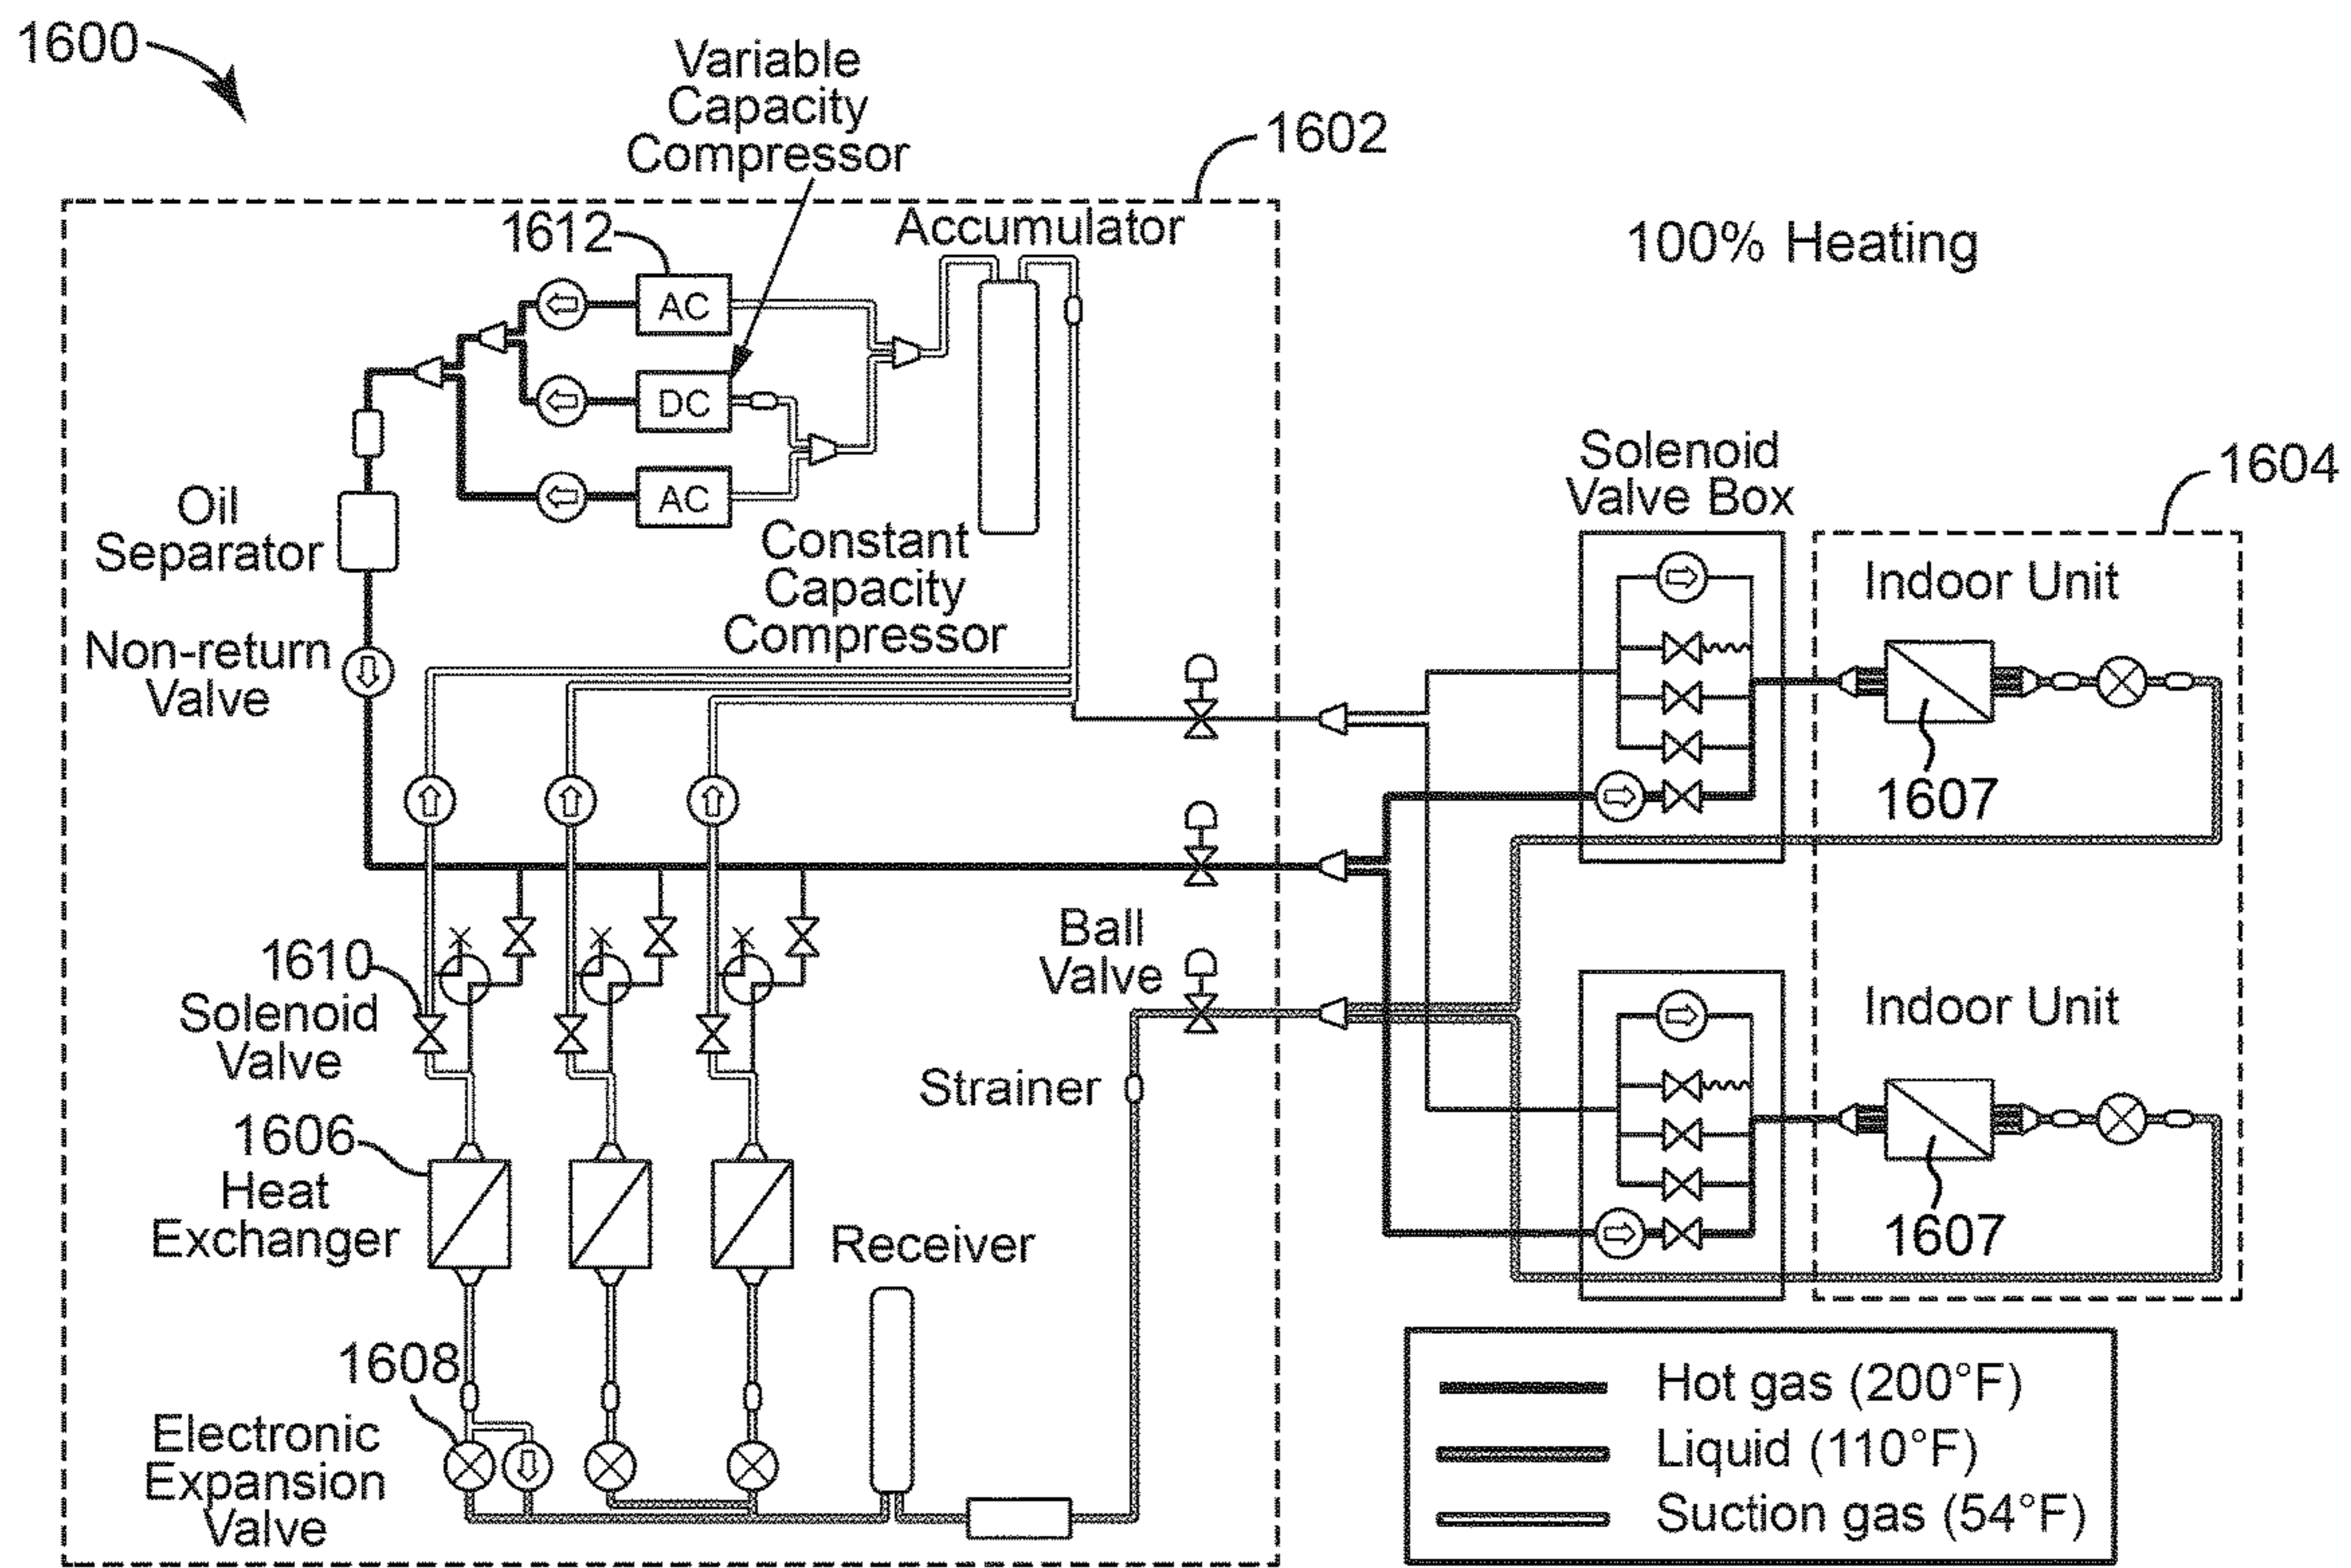 1600
Variable
Capacity
Compressor
1602
1612
Accumulator
100% Heating
AC
DC
AC
Oil
Separator
Constant
Capacity
Compressor
Non-return
Valve
Solenoid
Valve Box
1604
Indoor Unit
1607
Ball
Valve
1610
Solenoid
Valve
Strainer
Indoor Unit
1607
1606
Heat
Exchanger
Receiver
1608
Electronic
Expansion
Valve
Hot gas (200°F)
Liquid (110°F)
Suction gas (54°F)